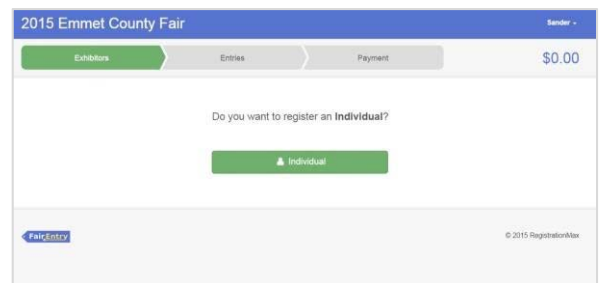 2015 Emmet County Fair
Sander
Exhibitors
Entries
Payment
$0.00
Do you want to register an Individual?
Individual
FairEntry
© 2015 RegistrationMax